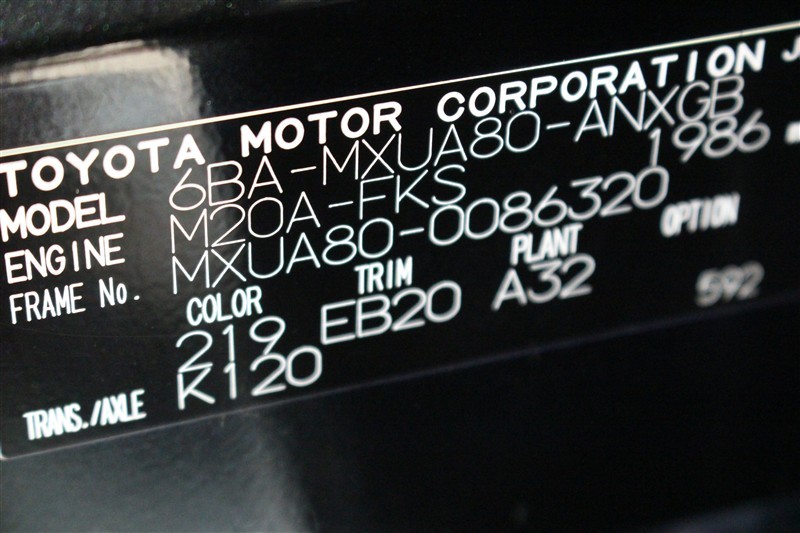 TOYOTA MOTOR CORPORATION J
MODEL 6BA-MXUA80-ANXGB
ENGINE M20A-FKS 1986
FRAME No. MXUA80-0086320
COLOR TRIM PLANT OPTION
219 EB20 A32 592
TRANS./AXLE K120